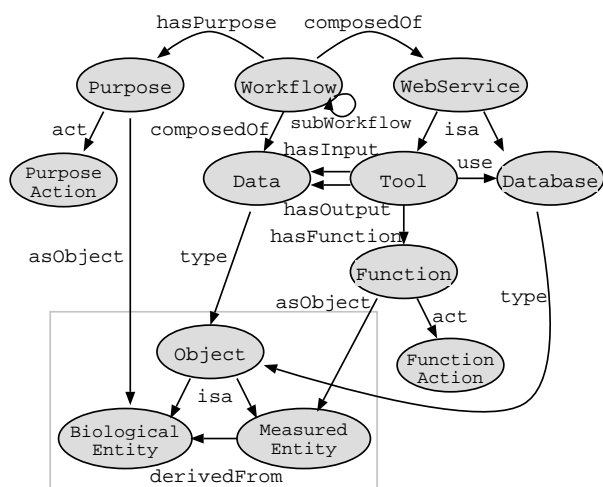 hasPurpose
composedOf
Purpose
Workflow
WebService
act
composedOf
subWorkflow
isa
hasInput
use
Purpose
Action
Data
Tool
Database
hasOutput
hasFunction
asObject
type
Function
type
asObject
act
Object
Function
Action
isa
Biological
Entity
Measured
Entity
derivedFrom